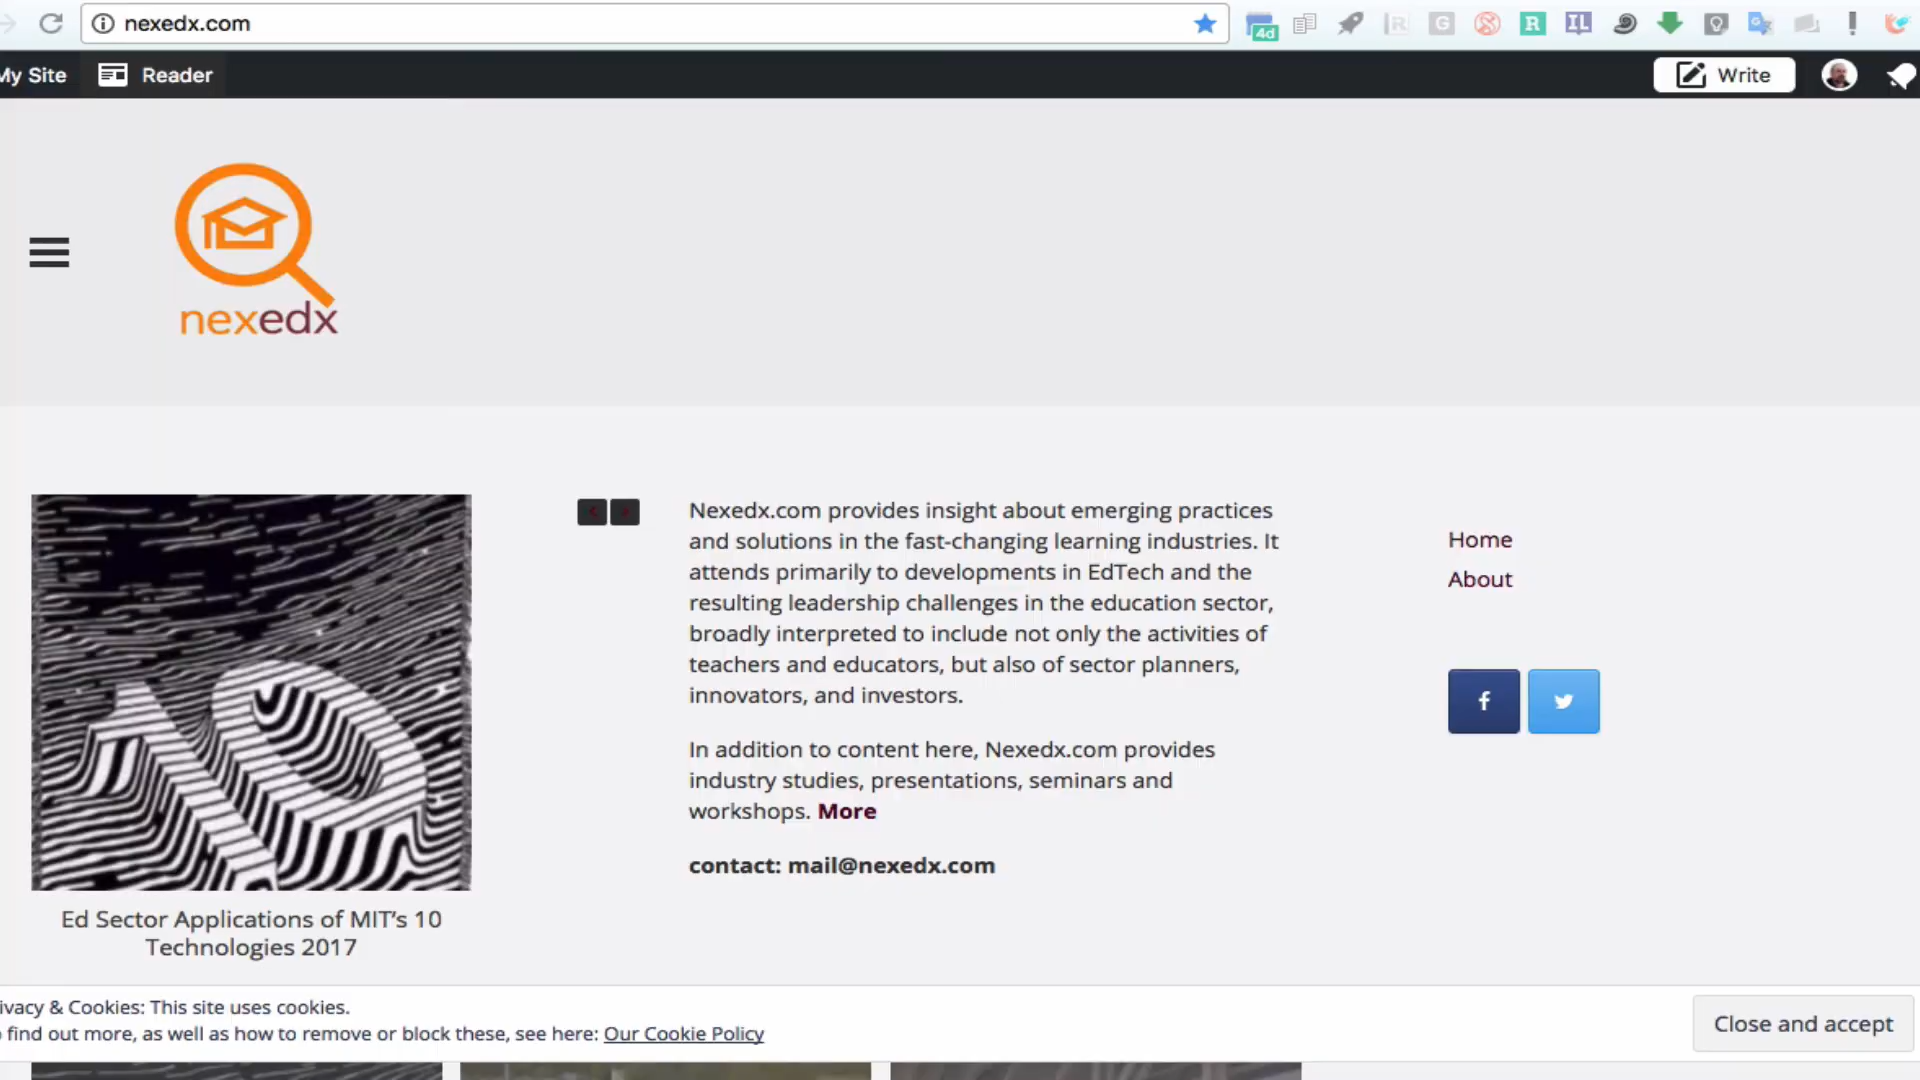 nexedx.com
4d
R
G
R
IL
My Site
Reader
Write
nexedx
Nexedx.com provides insight about emerging practices
and solutions in the fast-changing learning industries. It
attends primarily to developments in EdTech and the
resulting leadership challenges in the education sector,
broadly interpreted to include not only the activities of
teachers and educators, but also of sector planners,
innovators, and investors.
In addition to content here, Nexedx.com provides
industry studies, presentations, seminars and
workshops. More
contact: mail@nexedx.com
Home
About
10
Ed Sector Applications of MIT's 10
Technologies 2017
ivacy & Cookies: This site uses cookies.
find out more, as well as how to remove or block these, see here: Our Cookie Policy
Close and accept